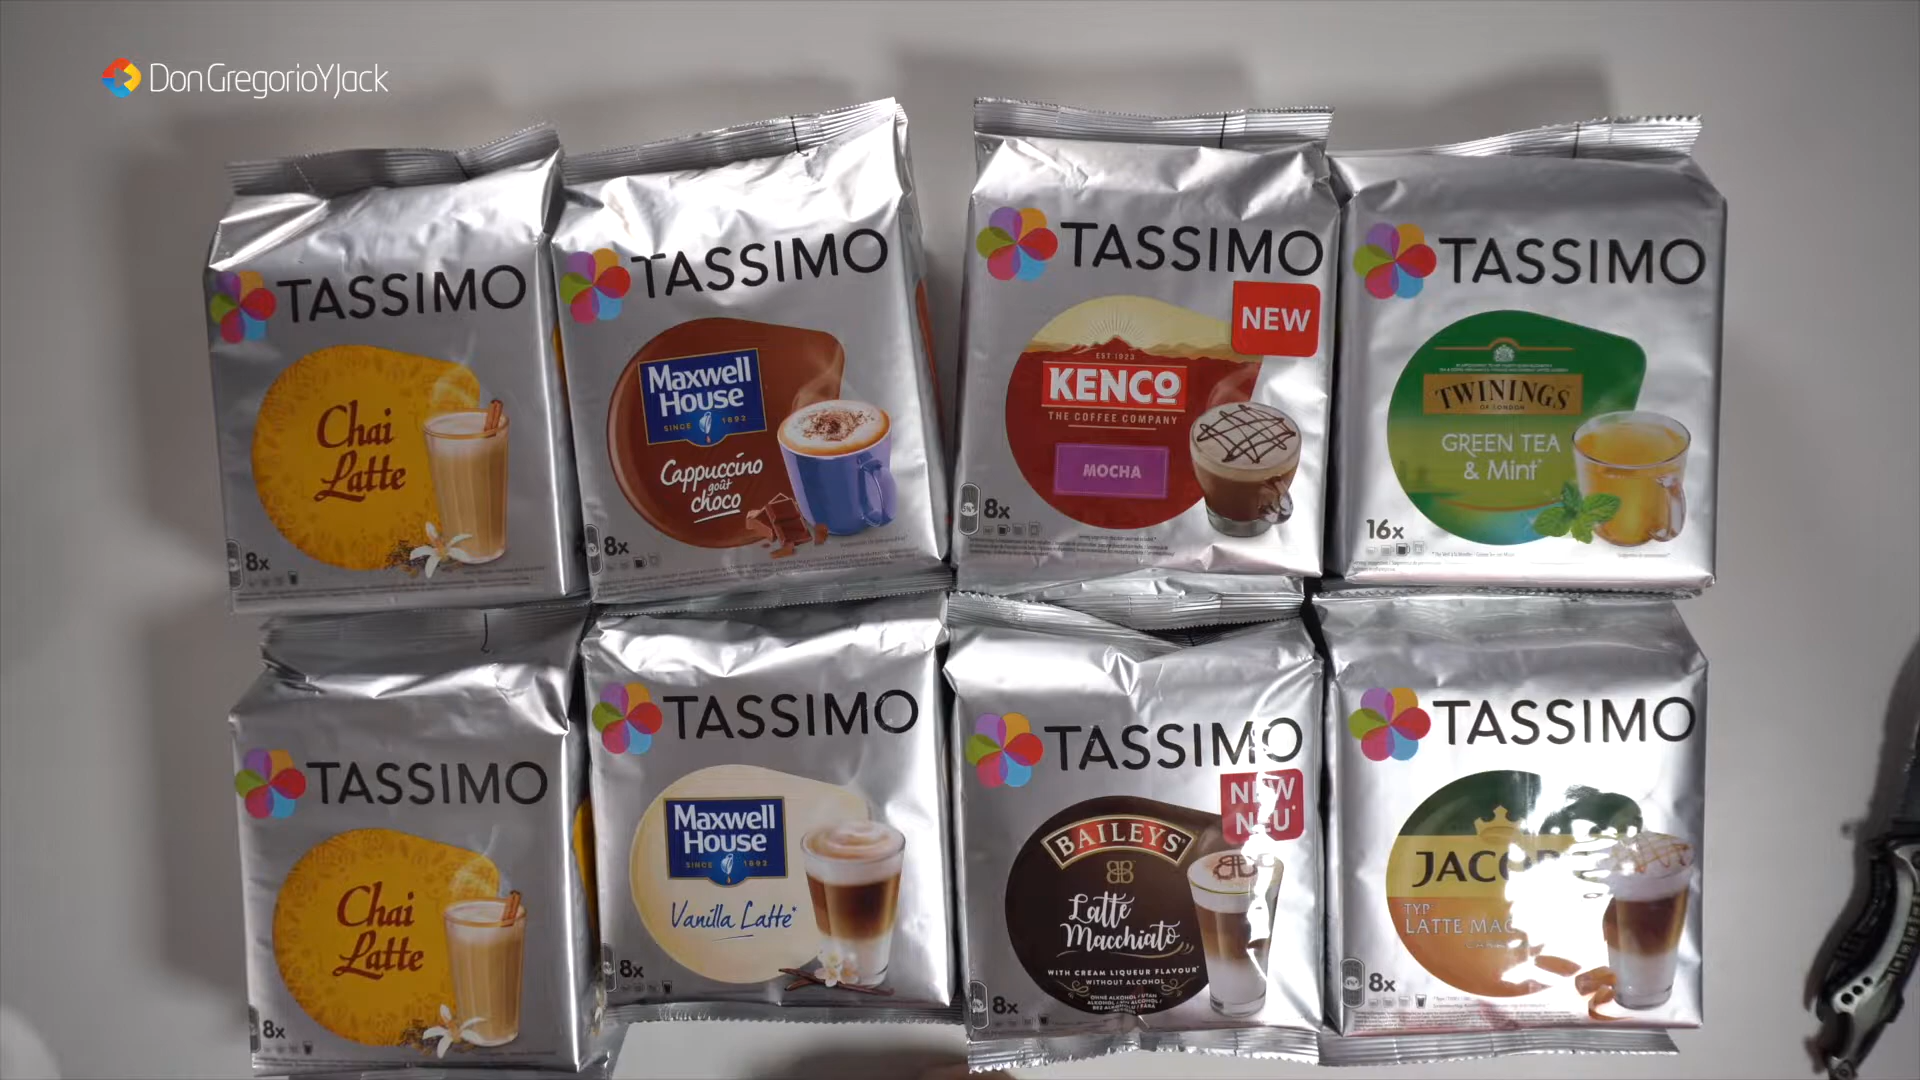 DonGregorioYJack
TASSIMO
Chai
Latte
8x
TASSIMO
Maxwell
House
SINCE 1892
Cappuccino
goût
choco
8x
TASSIMO
NEW
EST 1923
KENCO
THE COFFEE COMPANY
MOCHA
8x
TASSIMO
TWININGS
OF LONDON
GREEN TEA
& Mint*
16x
TASSIMO
Chai
Latte
8x
TASSIMO
Maxwell
House
SINCE 1892
Vanilla Latte*
8x
TASSIMO
NEW
NEU*
BAILEYS
Latte
Macchiato
WITH CREAM LIQUEUR FLAVOUR*
WITHOUT ALCOHOL
8x
TASSIMO
TYP*
LATTE
8x